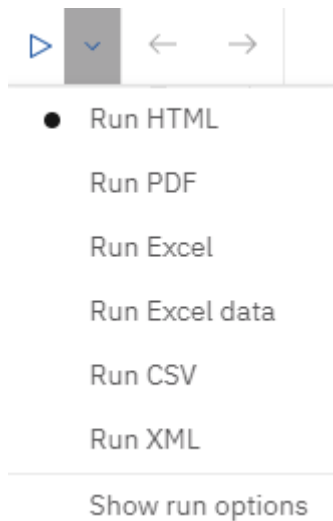 Run HTML
Run PDF
Run Excel
Run Excel data
Run CSV
Run XML
Show run options